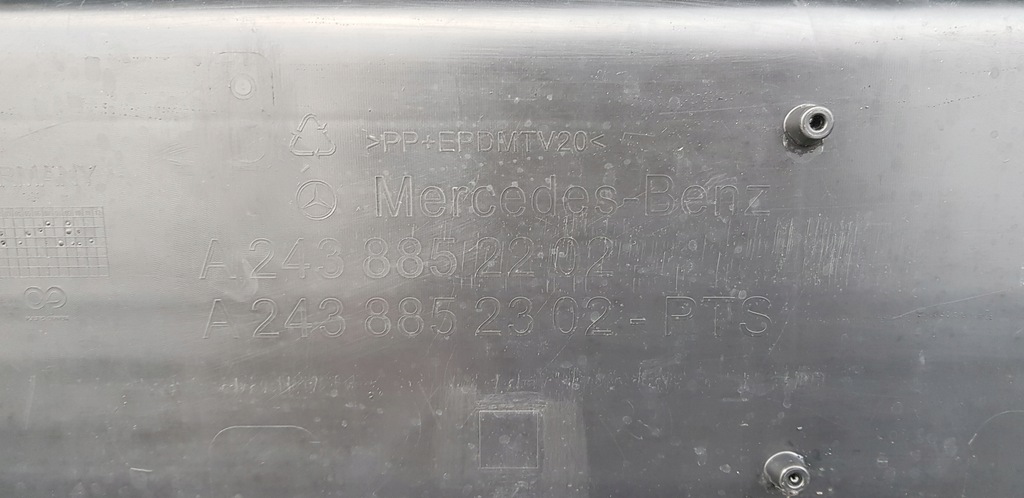 >PP+EPDMTV20<
Mercedes-Benz
A 243 885 22 02
A 243 885 23 02 - PTS